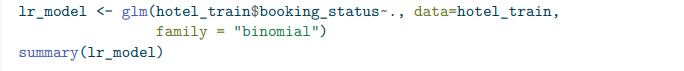 lr_model <- glm(hotel_train$booking_status~., data=hotel_train,
                family = "binomial")
summary(lr_model)